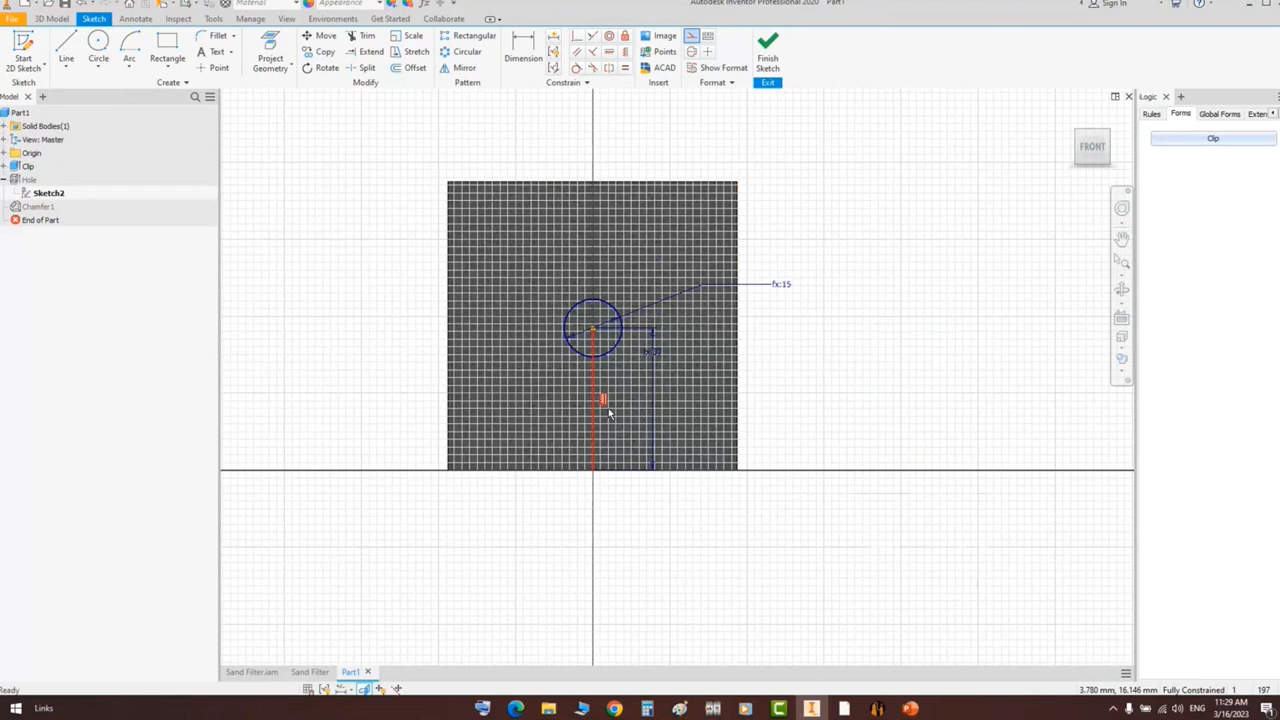 Material Appearance fx Autodesk Inventor Professional 2020 Part1 Sign In
File 3D Model Sketch Annotate Inspect Tools Manage View Environments Get Started Collaborate
Start
2D Sketch
Line Circle Arc Rectangle
Fillet
Text
Point
Project
Geometry
Move Trim Scale
Copy Extend Stretch
Rotate Split Offset
Rectangular
Circular
Mirror
Dimension
Image
Points
ACAD
Show Format
Finish
Sketch
Sketch Create Modify Pattern Constrain Insert Format Exit
Model
Part1
Solid Bodies(1)
View: Master
Origin
Clip
Hole
Sketch2
Chamfer1
End of Part
FRONT
fx:15
iLogic
Rules Forms Global Forms Exter
Clip
Sand Filter.iam Sand Filter Part1
Ready
3.780 mm, 16.146 mm Fully Constrained 1 197
Links
11:29 AM
3/16/2023